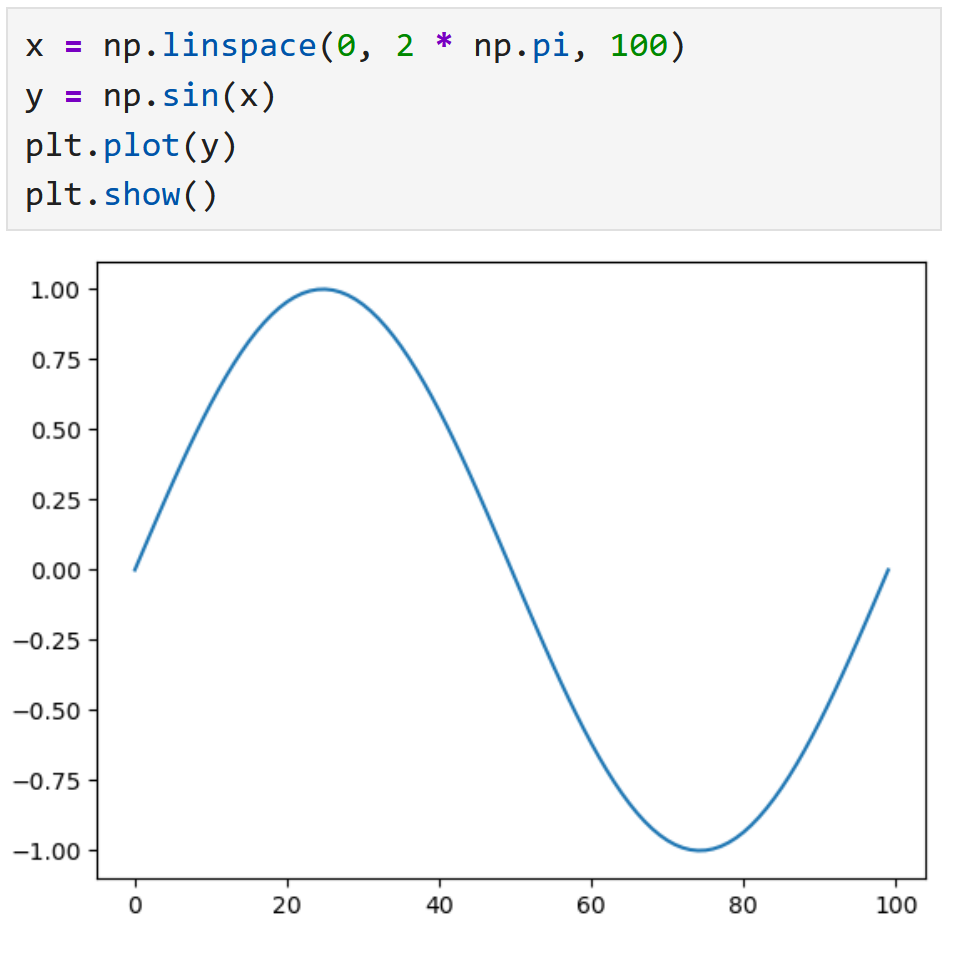 x = np.linspace(0, 2 * np.pi, 100)
y = np.sin(x)
plt.plot(y)
plt.show()
1.00
0.75
0.50
0.25
0.00
−0.25
−0.50
−0.75
−1.00
0 20 40 60 80 100